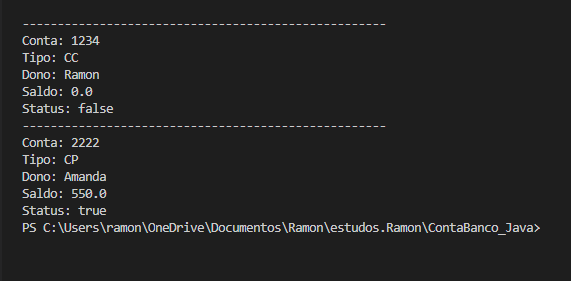 ----------------------------------------------------
Conta: 1234
Tipo: CC
Dono: Ramon
Saldo: 0.0
Status: false
----------------------------------------------------
Conta: 2222
Tipo: CP
Dono: Amanda
Saldo: 550.0
Status: true
PS C:\Users\ramon\OneDrive\Documentos\Ramon\estudos.Ramon\ContaBanco_Java>